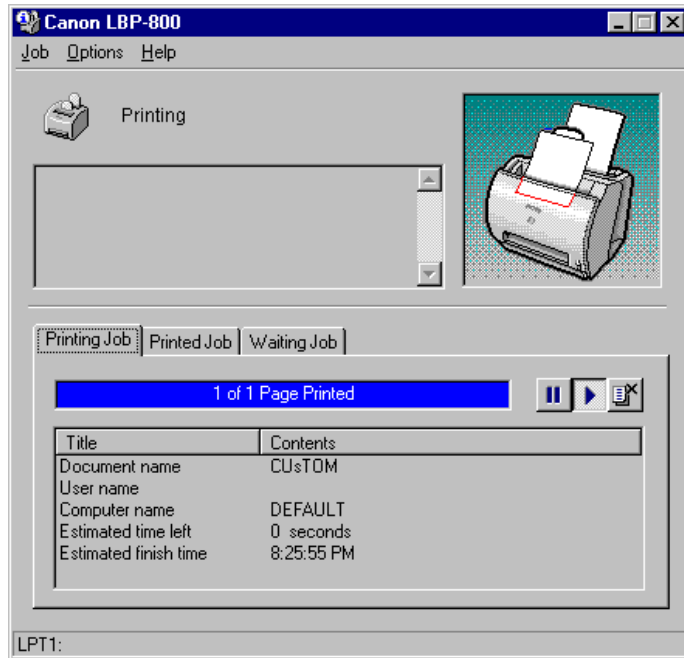 Canon LBP-800
Job Options Help
Printing
Printing Job Printed Job Waiting Job
1 of 1 Page Printed
Title Contents
Document name CUsTOM
User name
Computer name DEFAULT
Estimated time left 0 seconds
Estimated finish time 8:25:55 PM
LPT1: